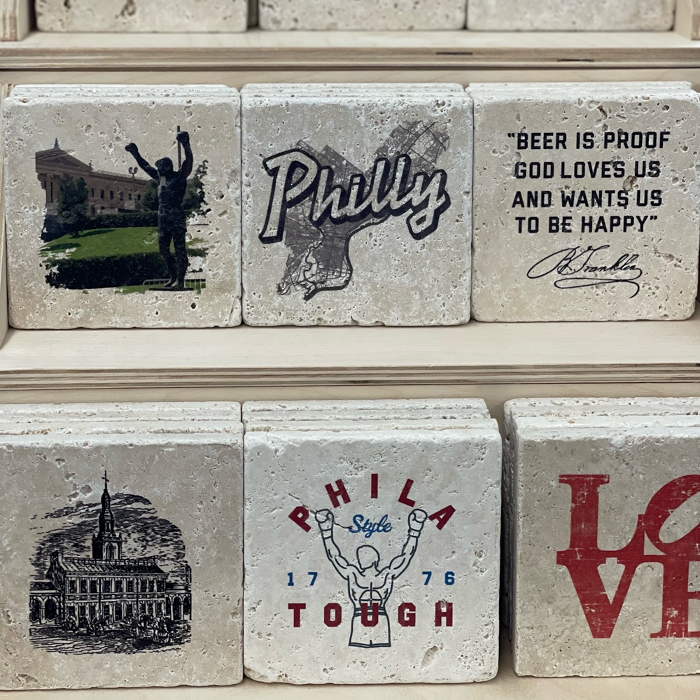 Philly
"BEER IS PROOF
GOD LOVES US
AND WANTS US
TO BE HAPPY"
B. Franklin
PHILA
Style
17 76
TOUGH
LO
VE